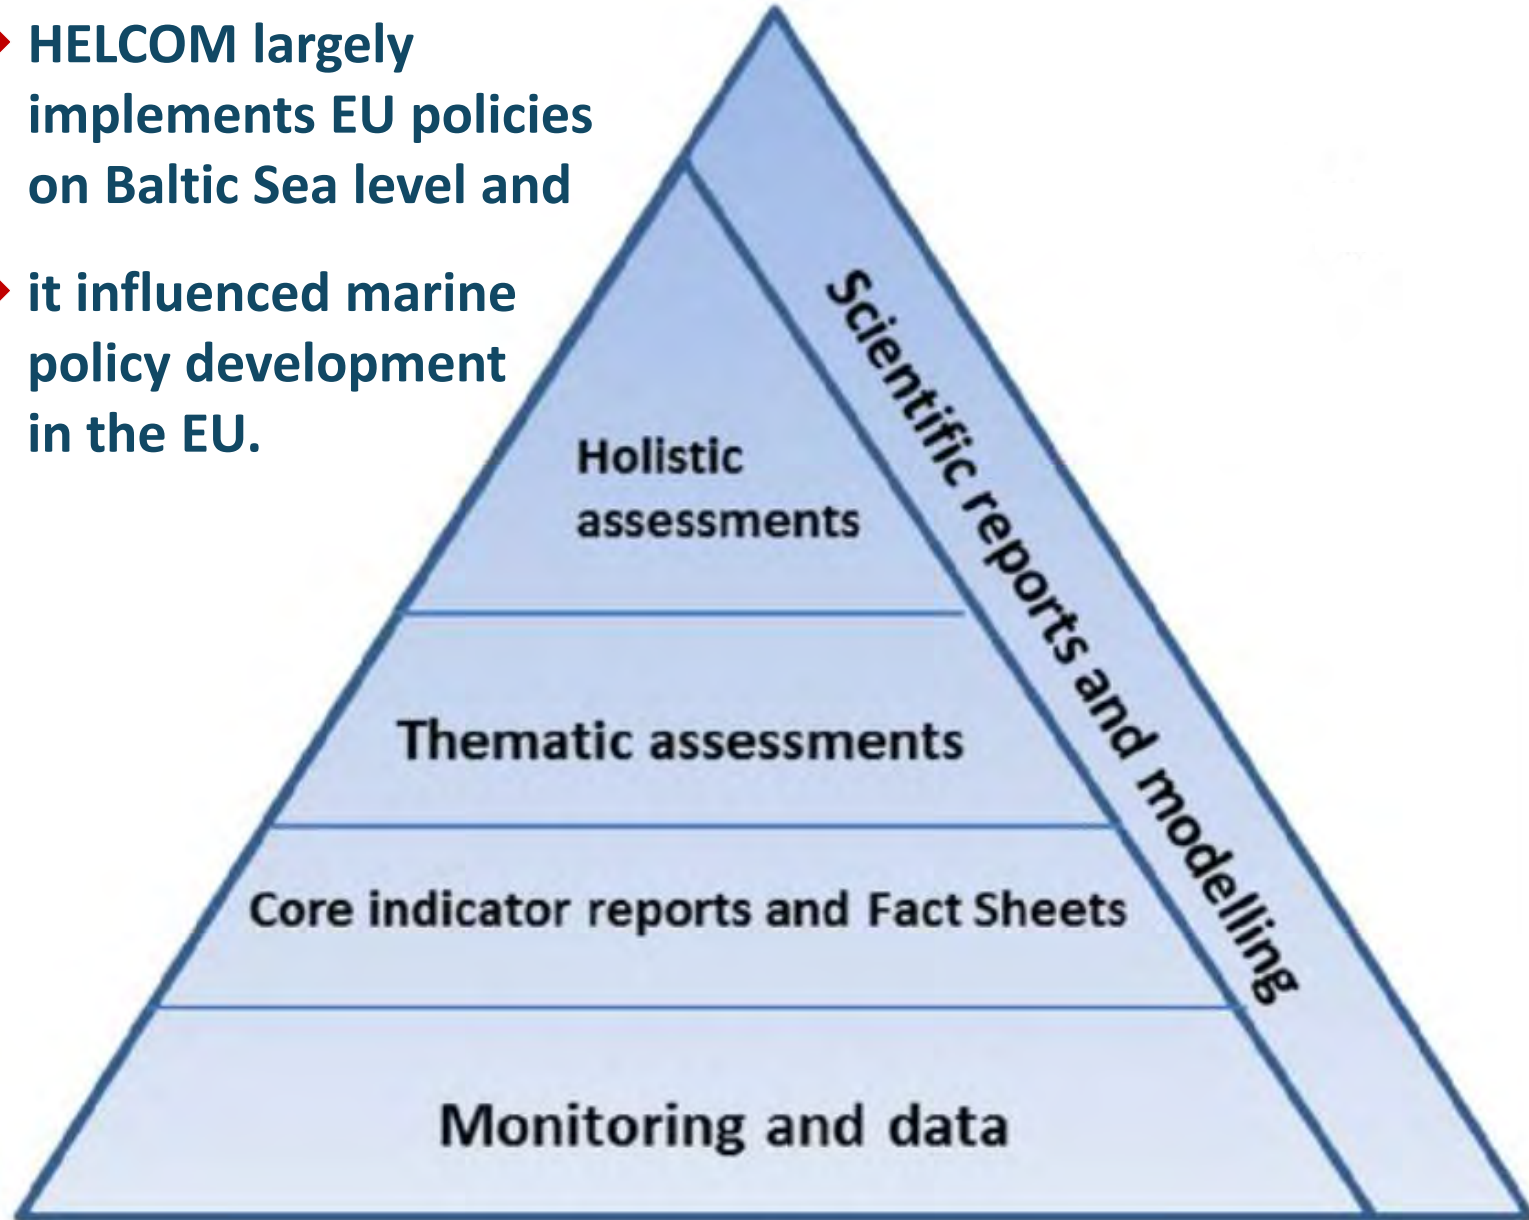 HELCOM largely
implements EU policies
on Baltic Sea level and
it influenced marine
policy development
in the EU.
Holistic
assessments
Thematic assessments
Core indicator reports and Fact Sheets
Monitoring and data
Scientific reports and modelling